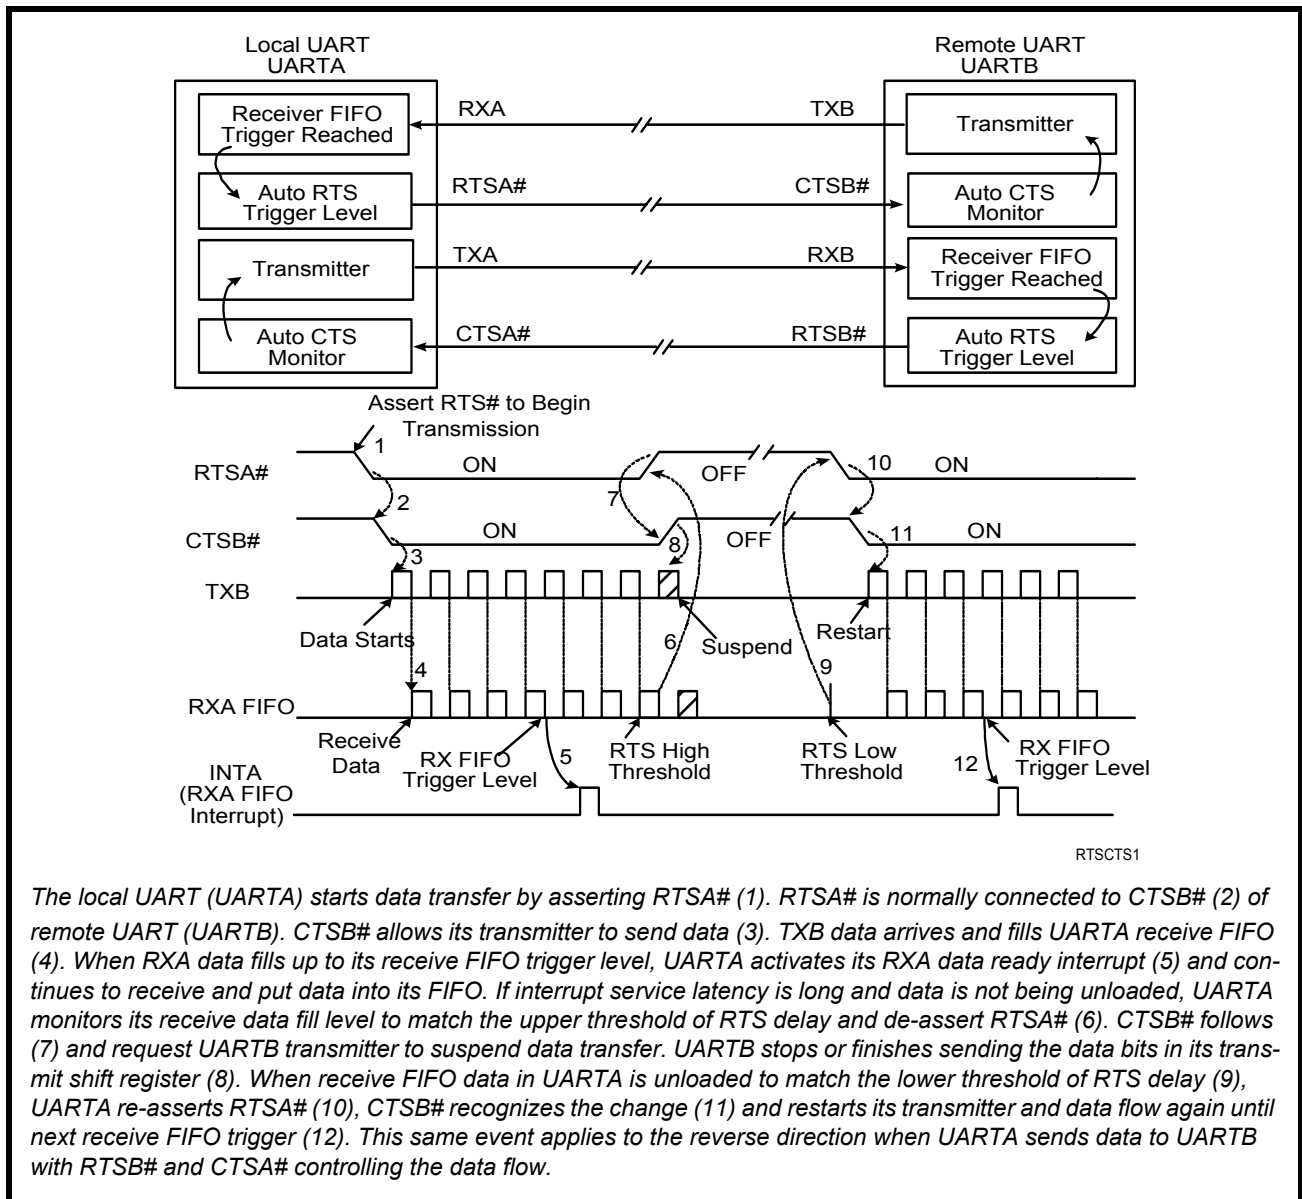 Local UART
UARTA
Remote UART
UARTB
Receiver FIFO
Trigger Reached
RXA
TXB
Transmitter
Auto RTS
Trigger Level
RTSA#
CTSB#
Auto CTS
Monitor
Transmitter
TXA
RXB
Receiver FIFO
Trigger Reached
Auto CTS
Monitor
CTSA#
RTSB#
Auto RTS
Trigger Level
Assert RTS# to Begin
Transmission
1
RTSA#
ON
OFF
10
ON
2
7
CTSB#
ON
OFF
11
ON
3
8
TXB
Data Starts
6
Suspend
Restart
4
9
RXA FIFO
Receive
Data
RX FIFO
Trigger Level
5
RTS High
Threshold
RTS Low
Threshold
12
RX FIFO
Trigger Level
INTA
(RXA FIFO
Interrupt)
RTSCTS1
The local UART (UARTA) starts data transfer by asserting RTSA# (1). RTSA# is normally connected to CTSB# (2) of
remote UART (UARTB). CTSB# allows its transmitter to send data (3). TXB data arrives and fills UARTA receive FIFO
(4). When RXA data fills up to its receive FIFO trigger level, UARTA activates its RXA data ready interrupt (5) and con-
tinues to receive and put data into its FIFO. If interrupt service latency is long and data is not being unloaded, UARTA
monitors its receive data fill level to match the upper threshold of RTS delay and de-assert RTSA# (6). CTSB# follows
(7) and request UARTB transmitter to suspend data transfer. UARTB stops or finishes sending the data bits in its trans-
mit shift register (8). When receive FIFO data in UARTA is unloaded to match the lower threshold of RTS delay (9),
UARTA re-asserts RTSA# (10), CTSB# recognizes the change (11) and restarts its transmitter and data flow again until
next receive FIFO trigger (12). This same event applies to the reverse direction when UARTA sends data to UARTB
with RTSB# and CTSA# controlling the data flow.